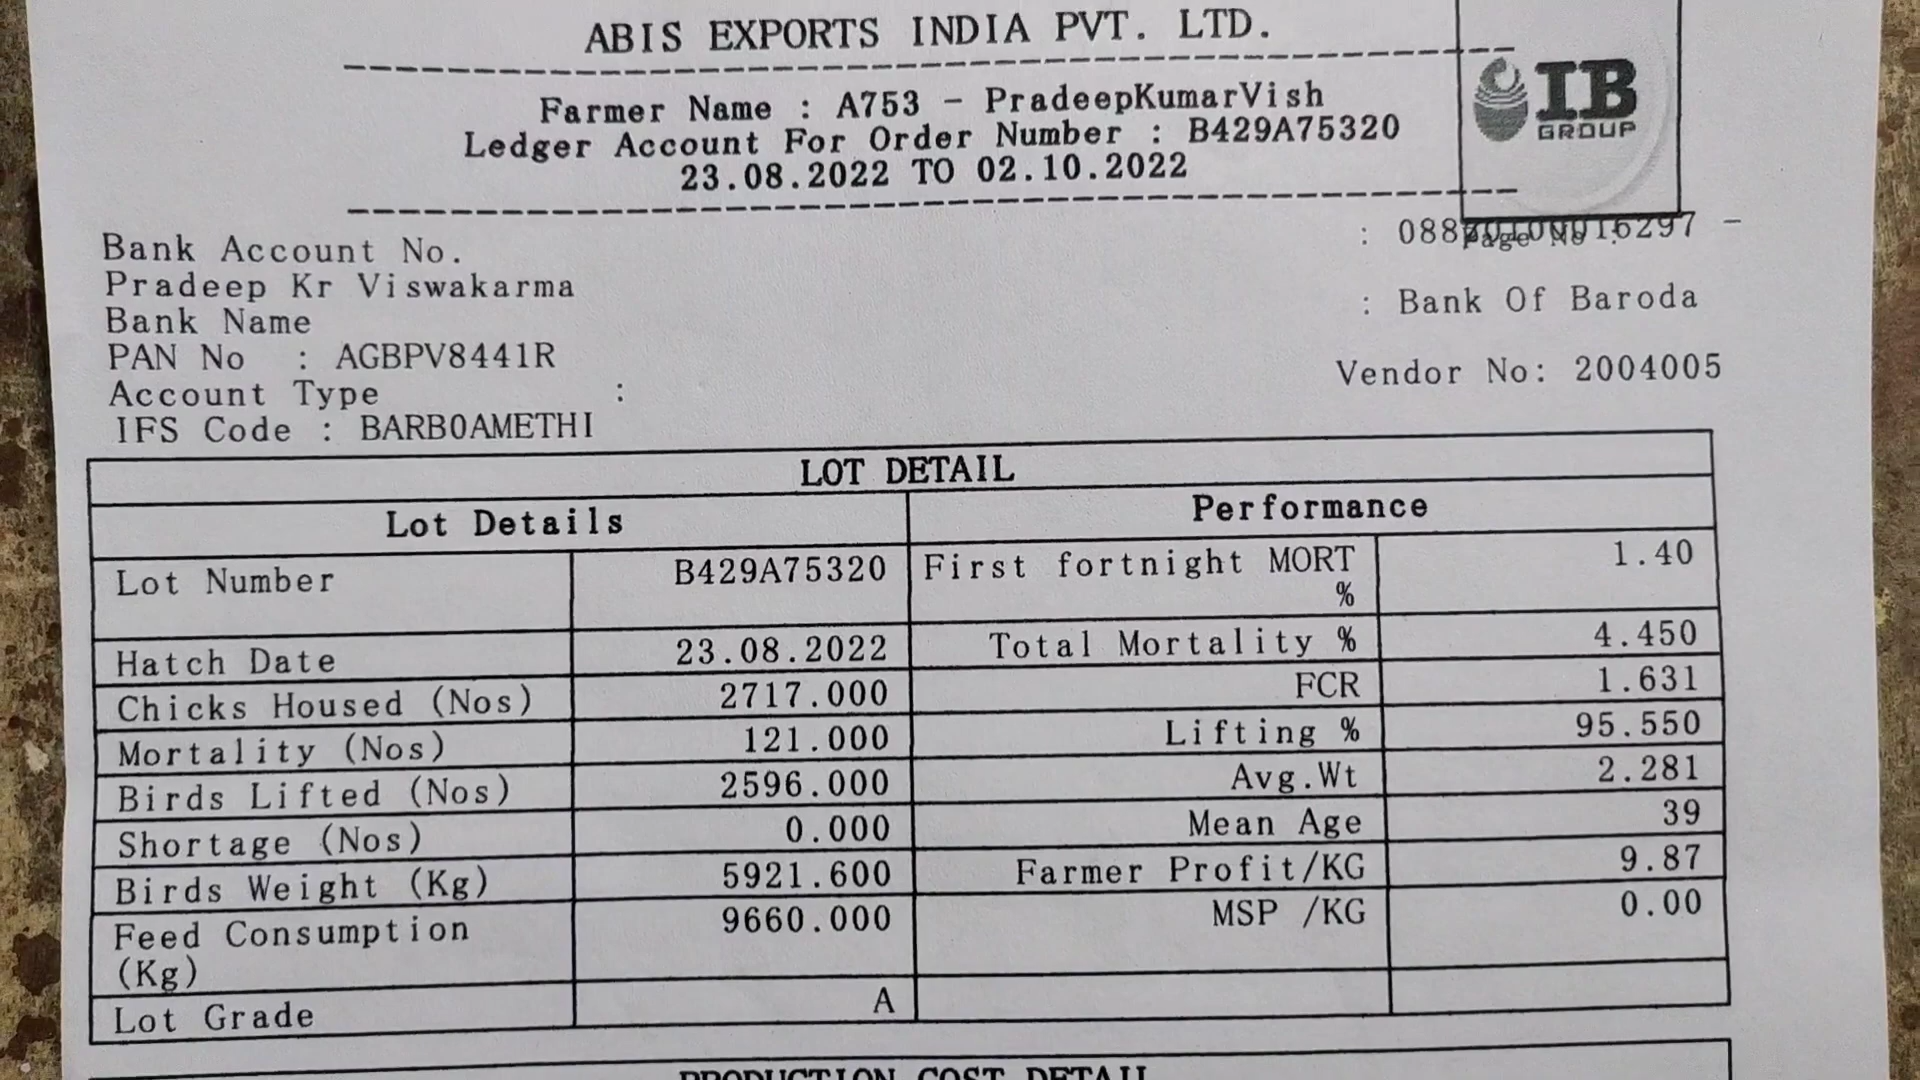 ABIS EXPORTS INDIA PVT. LTD.
IB
GROUP
Farmer Name : A753 - PradeepKumarVish
Ledger Account For Order Number : B429A75320
23.08.2022 TO 02.10.2022
Bank Account No. :
Pradeep Kr Viswakarma
Bank Name : Bank Of Baroda
PAN No : AGBPV8441R Vendor No: 2004005
Account Type :
IFS Code : BARB0AMETHI
LOT DETAIL
Lot Details Performance
Lot Number B429A75320 First fortnight MORT % 1.40
Hatch Date 23.08.2022 Total Mortality % 4.450
Chicks Housed (Nos) 2717.000 FCR 1.631
Mortality (Nos) 121.000 Lifting % 95.550
Birds Lifted (Nos) 2596.000 Avg.Wt 2.281
Shortage (Nos) 0.000 Mean Age 39
Birds Weight (Kg) 5921.600 Farmer Profit/KG 9.87
Feed Consumption (Kg) 9660.000 MSP /KG 0.00
Lot Grade A
PRODUCTION COST DETAIL